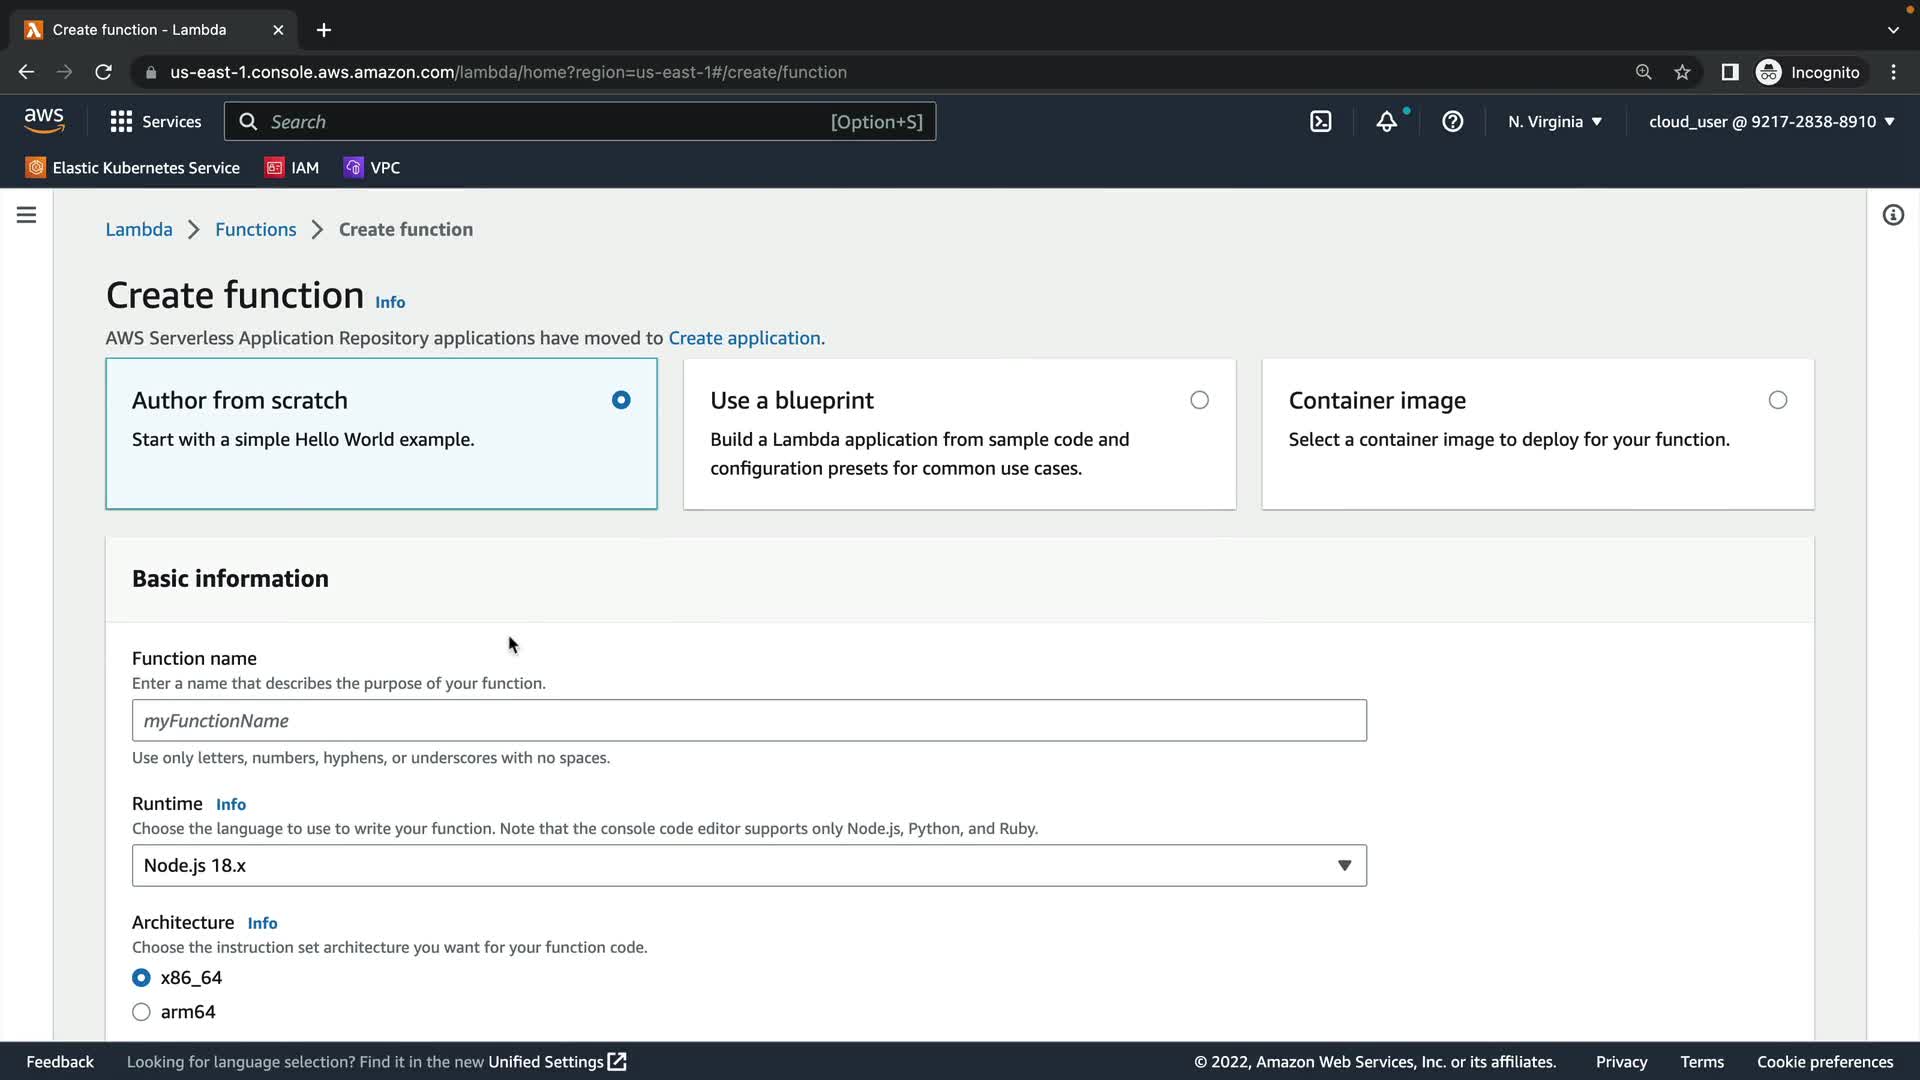 Create function - Lambda
us-east-1.console.aws.amazon.com/lambda/home?region=us-east-1#/create/function
Incognito
aws
Services
Search
[Option+S]
N. Virginia
cloud_user @ 9217-2838-8910
Elastic Kubernetes Service
IAM
VPC
Lambda
Functions
Create function
Create function Info
AWS Serverless Application Repository applications have moved to Create application.
Author from scratch
Start with a simple Hello World example.
Use a blueprint
Build a Lambda application from sample code and
configuration presets for common use cases.
Container image
Select a container image to deploy for your function.
Basic information
Function name
Enter a name that describes the purpose of your function.
myFunctionName
Use only letters, numbers, hyphens, or underscores with no spaces.
Runtime Info
Choose the language to use to write your function. Note that the console code editor supports only Node.js, Python, and Ruby.
Node.js 18.x
Architecture Info
Choose the instruction set architecture you want for your function code.
x86_64
arm64
Feedback
Looking for language selection? Find it in the new Unified Settings
© 2022, Amazon Web Services, Inc. or its affiliates.
Privacy
Terms
Cookie preferences